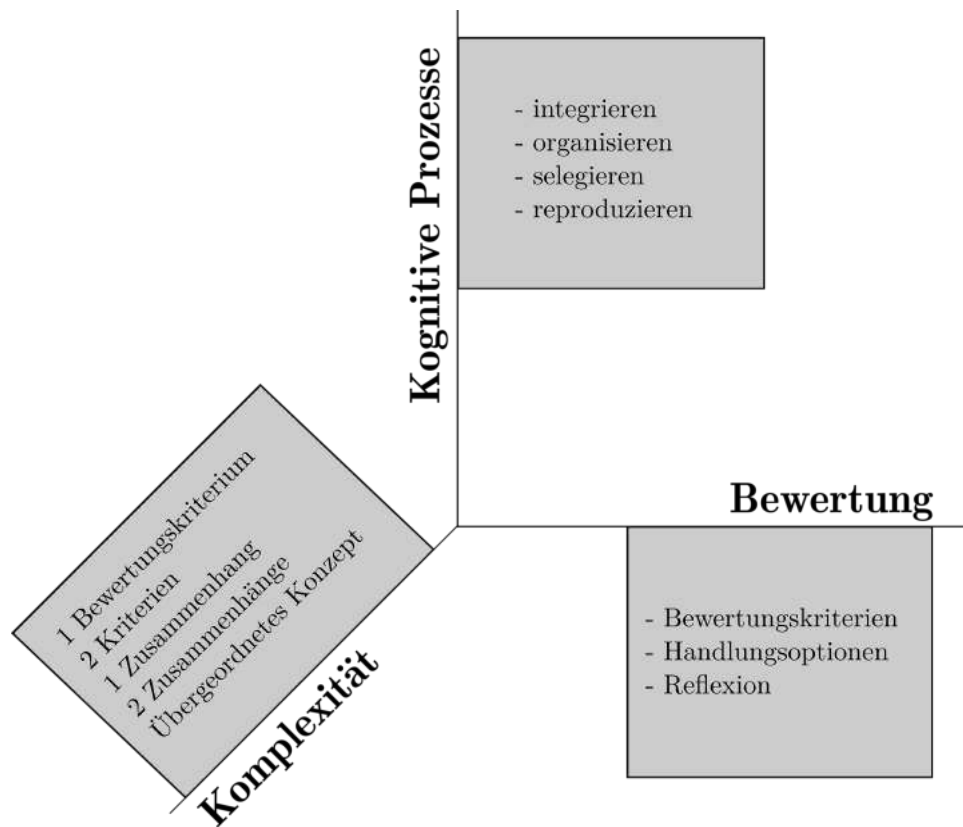 Kognitive Prozesse
- integrieren
- organisieren
- selegieren
- reproduzieren
Bewertung
- Bewertungskriterien
- Handlungsoptionen
- Reflexion
1 Bewertungskriterium
2 Kriterien
1 Zusammenhang
2 Zusammenhänge
Übergeordnetes Konzept
Komplexität